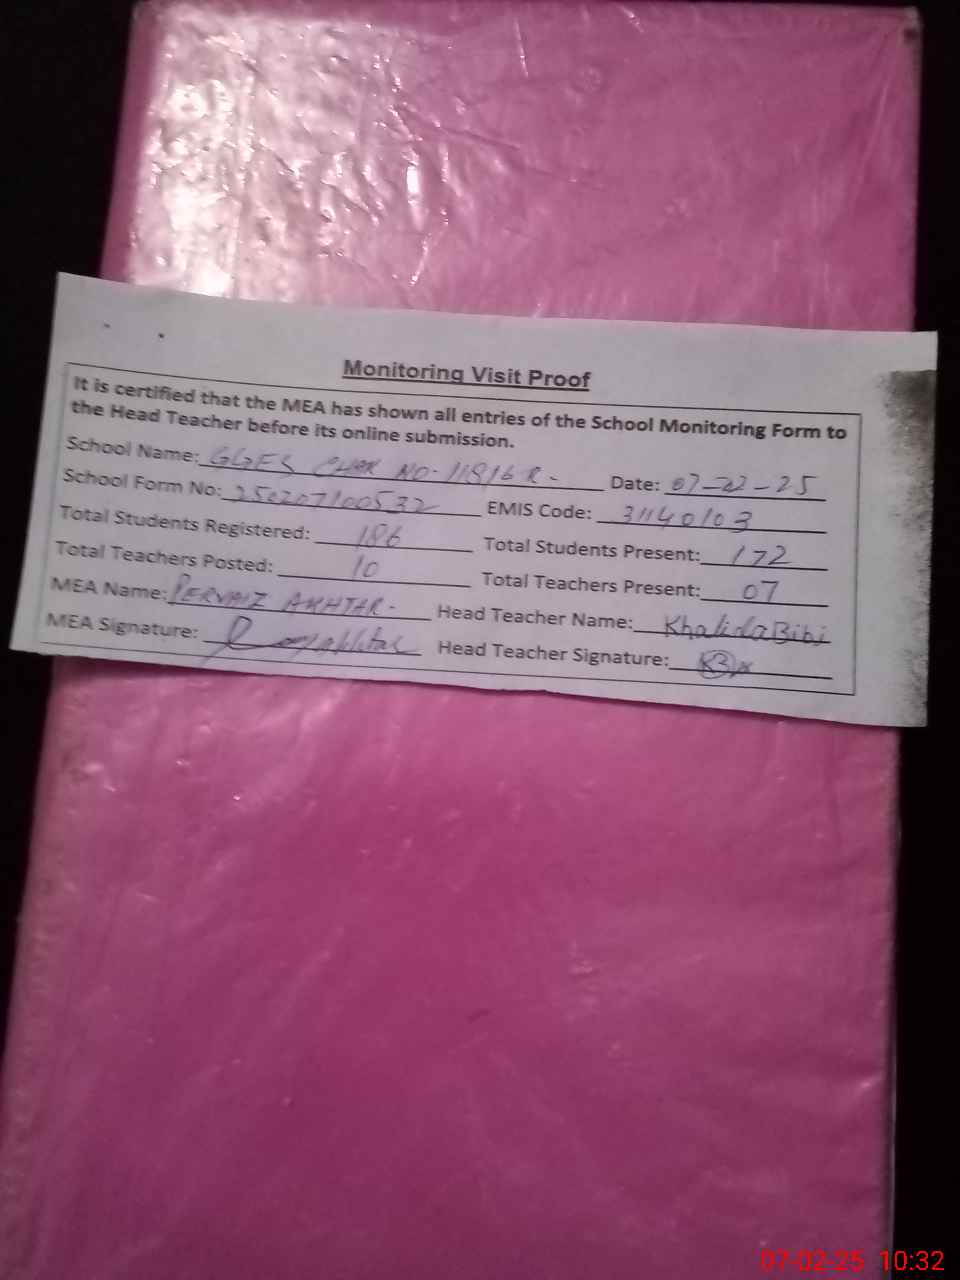 Monitoring Visit Proof
It is certified that the MEA has shown all entries of the School Monitoring Form to
the Head Teacher before its online submission.
School Name: GGES CHAK NO- 118/6R- Date: 07-02-25
School Form No: 250207100532 EMIS Code: 31140103
Total Students Registered: 186 Total Students Present: 172
Total Teachers Posted: 10 Total Teachers Present: 07
MEA Name: PERVAIZ AKHTAR- Head Teacher Name: Khalida Bibi
MEA Signature: Head Teacher Signature:
07-02-25 10:32